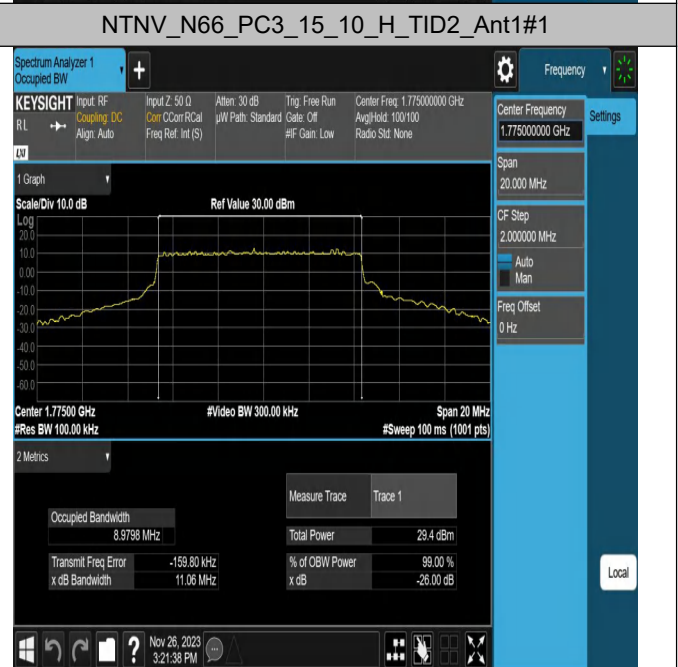 NTNV_N66_PC3_15_10_H_TID2_Ant1#1
Spectrum Analyzer 1
Occupied BW
+
Frequency
KEYSIGHT
RL
LXI
Input: RF
Coupling: DC
Align: Auto
Input Z: 50 Ω
Corr CCorr RCal
Freq Ref: Int (S)
Atten: 30 dB
µW Path: Standard
Trig: Free Run
Gate: Off
#IF Gain: Low
Center Freq: 1.775000000 GHz
Avg|Hold: 100/100
Radio Std: None
Center Frequency
1.775000000 GHz
Settings
Span
20.000 MHz
CF Step
2.000000 MHz
Auto
Man
Freq Offset
0 Hz
Local
1 Graph
Scale/Div 10.0 dB
Ref Value 30.00 dBm
Log
20.0
10.0
0.00
-10.0
-20.0
-30.0
-40.0
-50.0
-60.0
Center 1.77500 GHz
#Video BW 300.00 kHz
Span 20 MHz
#Res BW 100.00 kHz
#Sweep 100 ms (1001 pts)
2 Metrics
Measure Trace Trace 1
Occupied Bandwidth
8.9798 MHz
Total Power 29.4 dBm
Transmit Freq Error -159.80 kHz
% of OBW Power 99.00 %
x dB Bandwidth 11.06 MHz
x dB -26.00 dB
?
Nov 26, 2023
3:21:38 PM